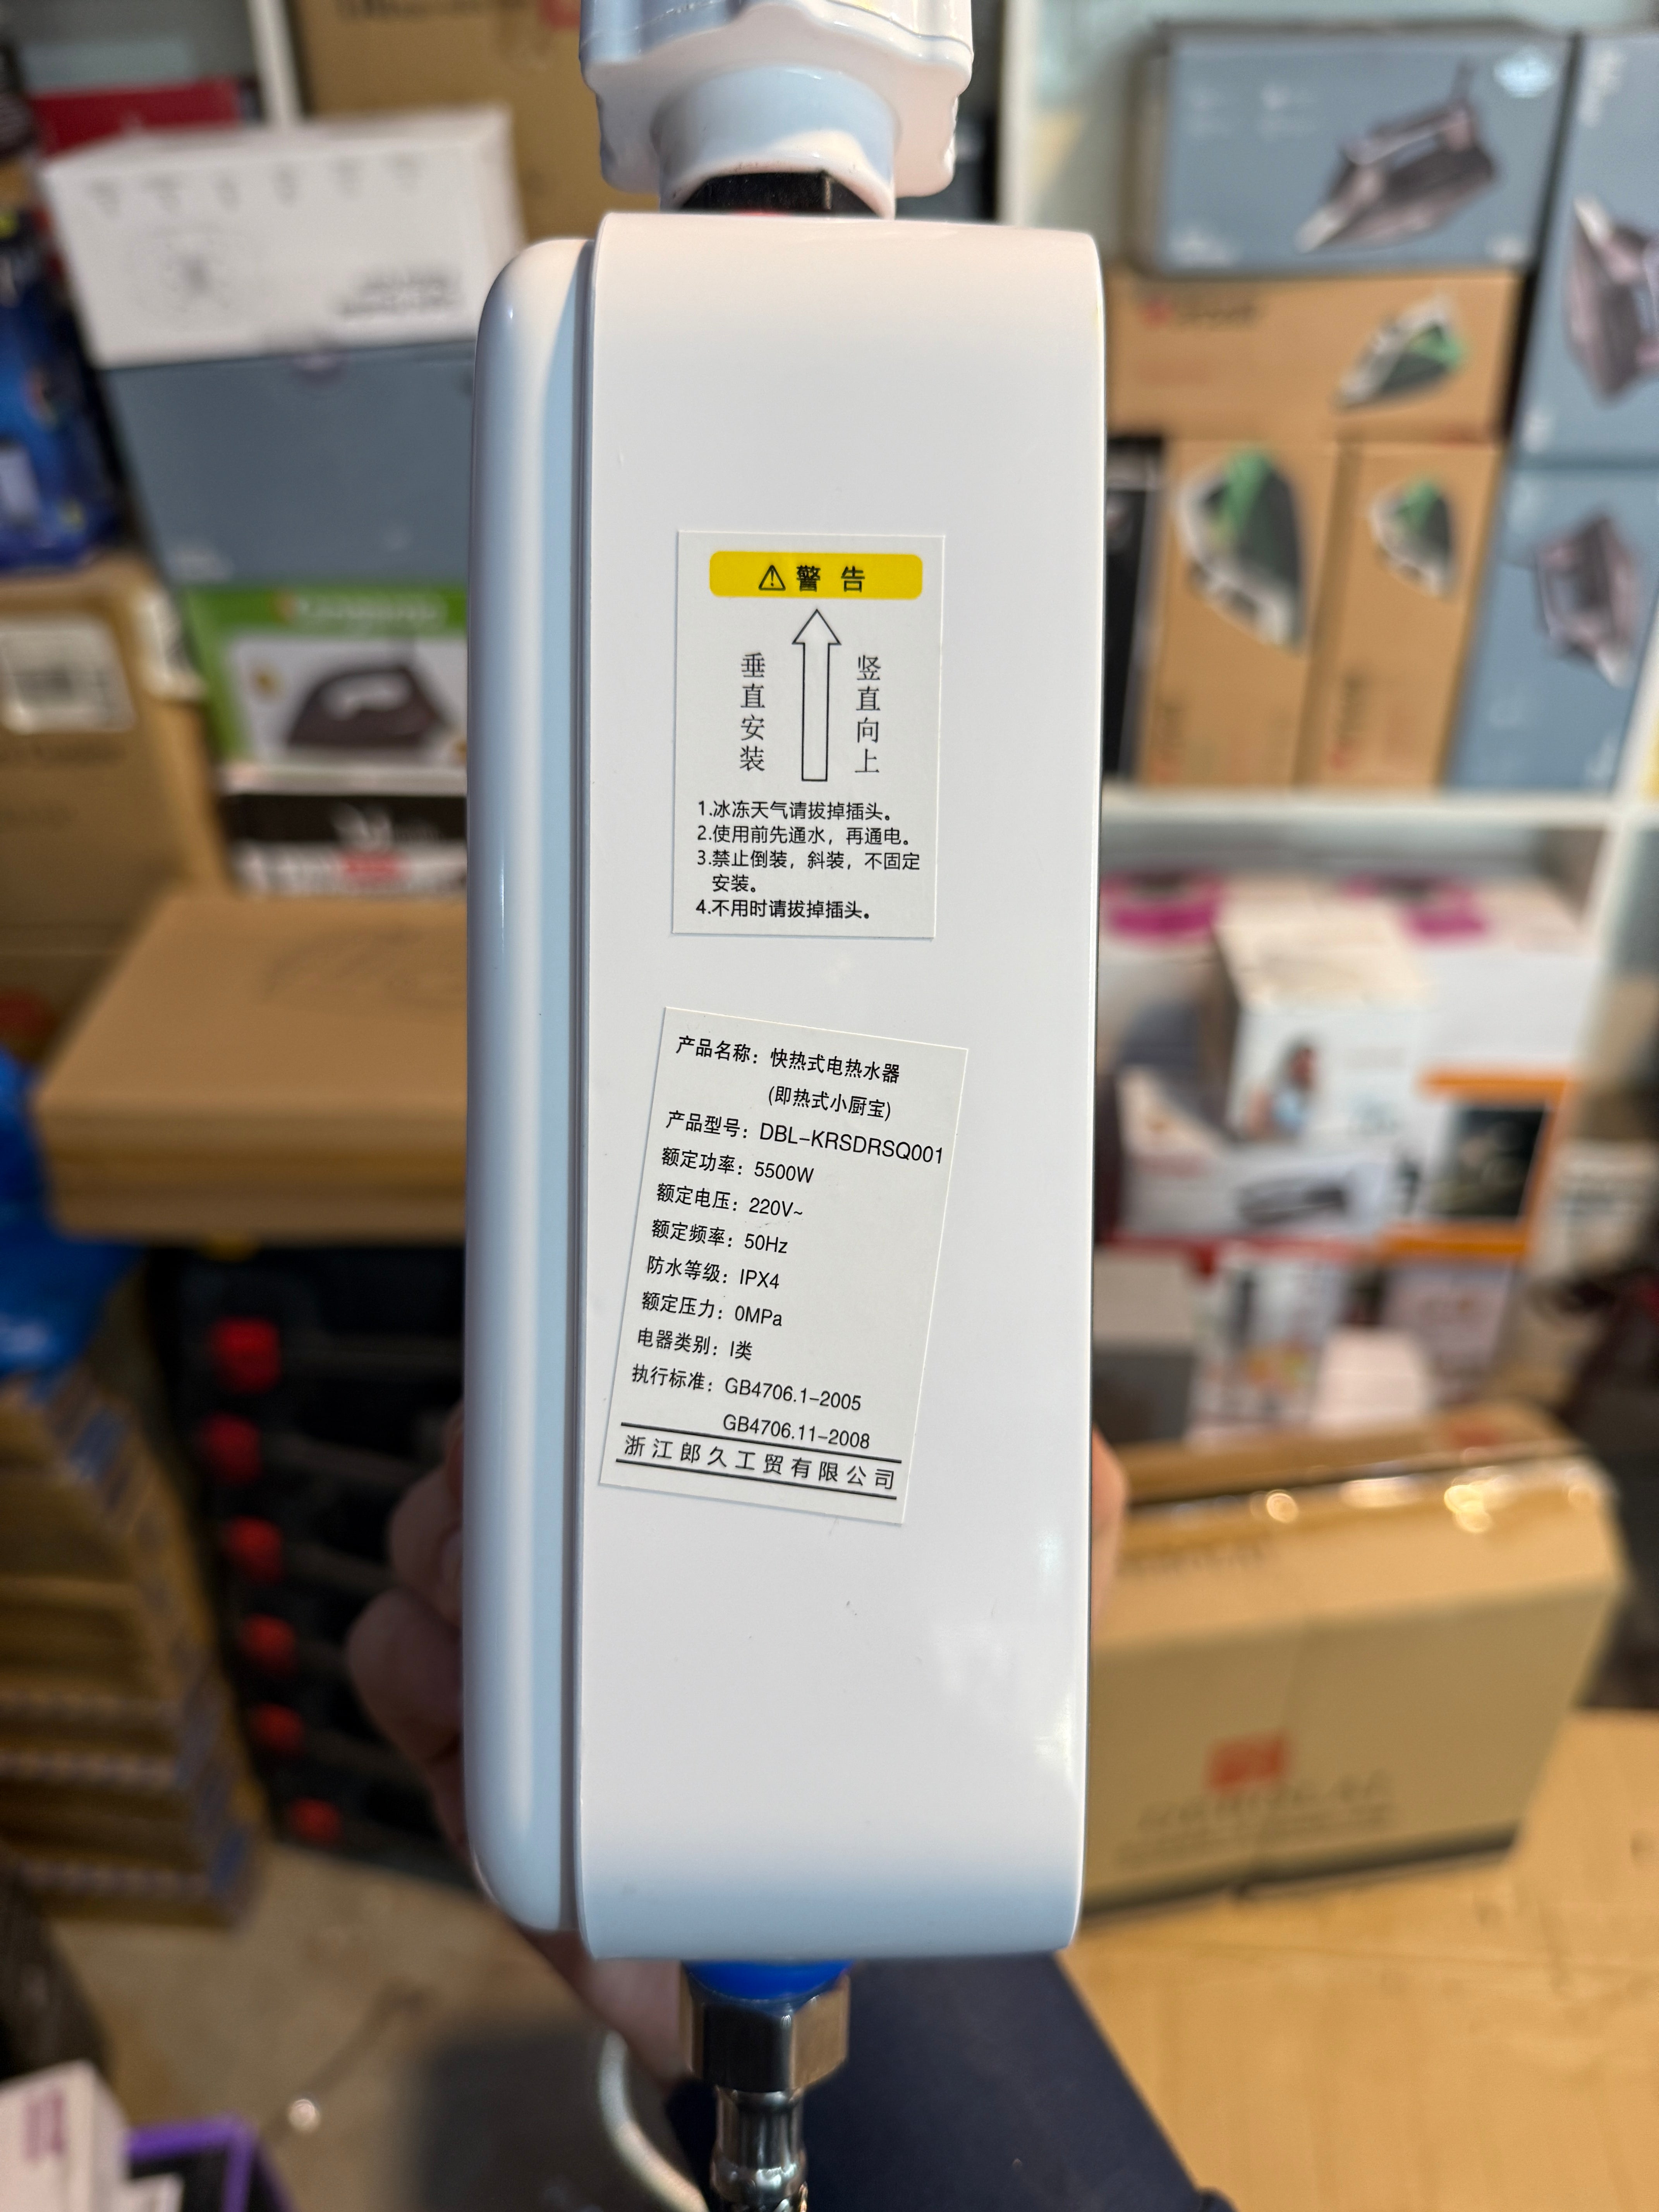 警 告
垂直安装
竖直向上
1.冰冻天气请拔掉插头。
2.使用前先通水，再通电。
3.禁止倒装，斜装，不固定
安装。
4.不用时请拔掉插头。
产品名称：快热式电热水器
(即热式小厨宝)
产品型号：DBL-KRSDRSQ001
额定功率：5500W
额定电压：220V~
额定频率：50Hz
防水等级：IPX4
额定压力：0MPa
电器类别：I类
执行标准：GB4706.1-2005
GB4706.11-2008
浙江郎久工贸有限公司